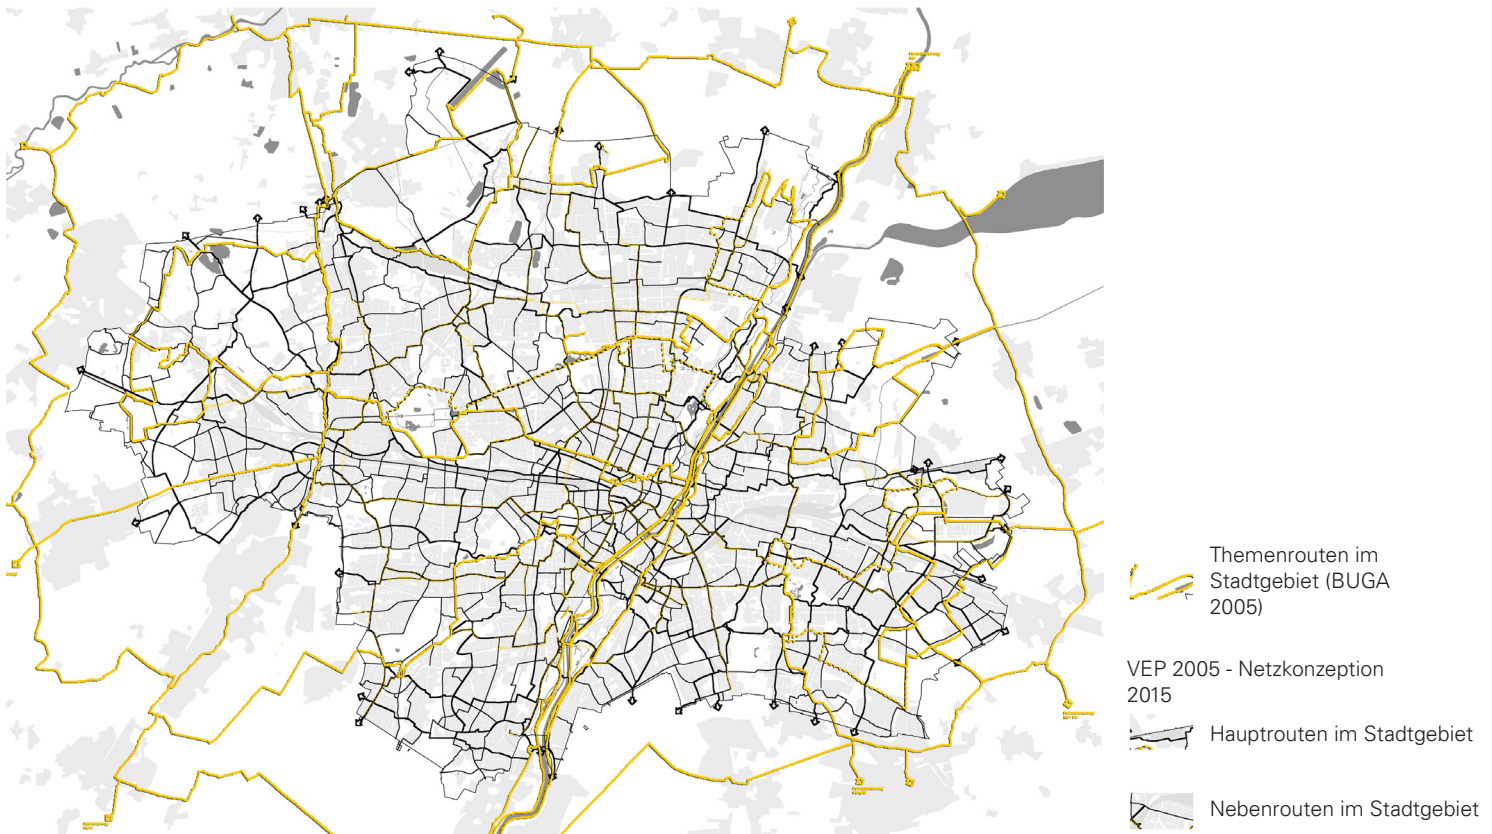 Themenrouten im
Stadtgebiet (BUGA
2005)
VEP 2005 - Netzkonzeption
2015
Hauptrouten im Stadtgebiet
Nebenrouten im Stadtgebiet